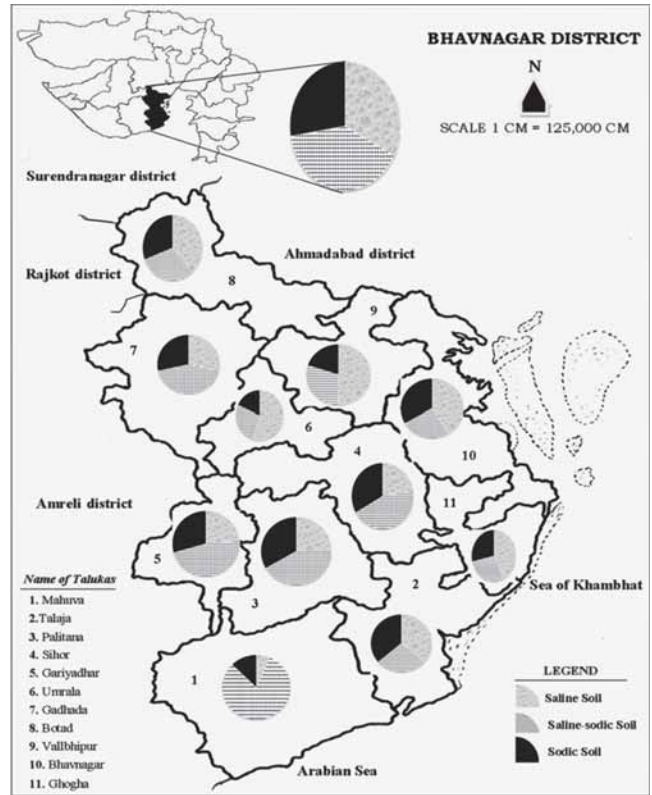 BHAVNAGAR DISTRICT
N
SCALE 1 CM = 125,000 CM
Surendranagar district
Ahmadabad district
Rajkot district
8
9
7
6
4
10
Amreli district
11
5
Name of Talukas
1. Mahuva
2.Talaja
3. Palitana
4. Sihor
5. Gariyadhar
6. Umrala
7. Gadhada
8. Botad
9. Vallbhipur
10. Bhavnagar
11. Ghogha
2
Sea of Khambhat
3
1
LEGEND
Saline Soil
Saline-sodic Soil
Sodic Soil
Arabian Sea